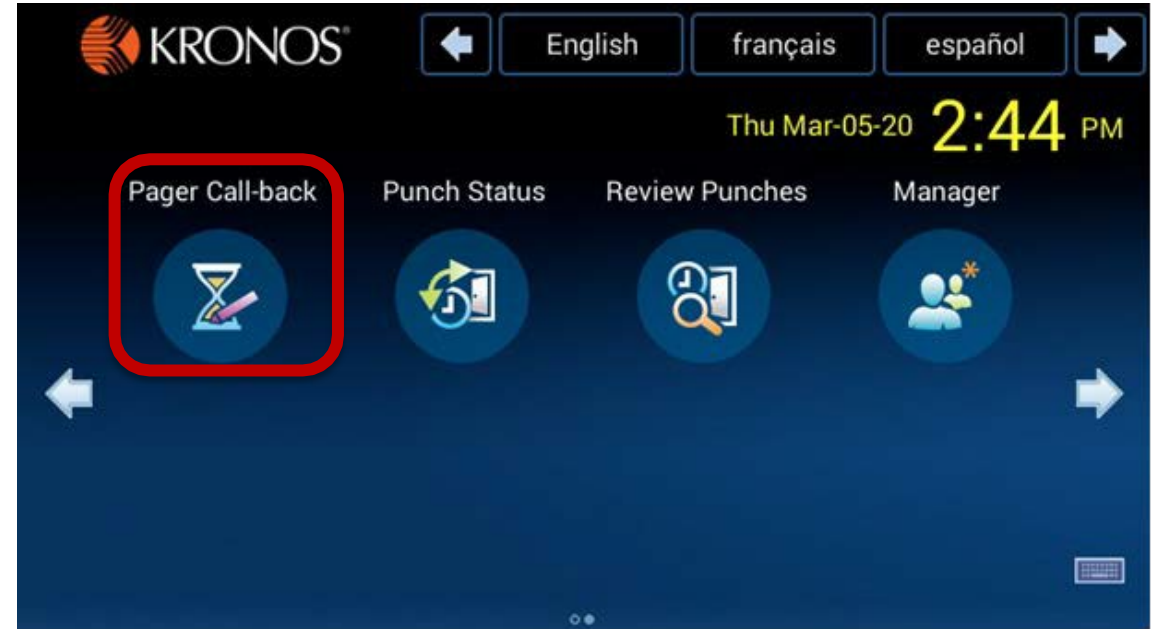 KRONOS®
English français español
Thu Mar-05-20 2:44 PM
Pager Call-back Punch Status Review Punches Manager